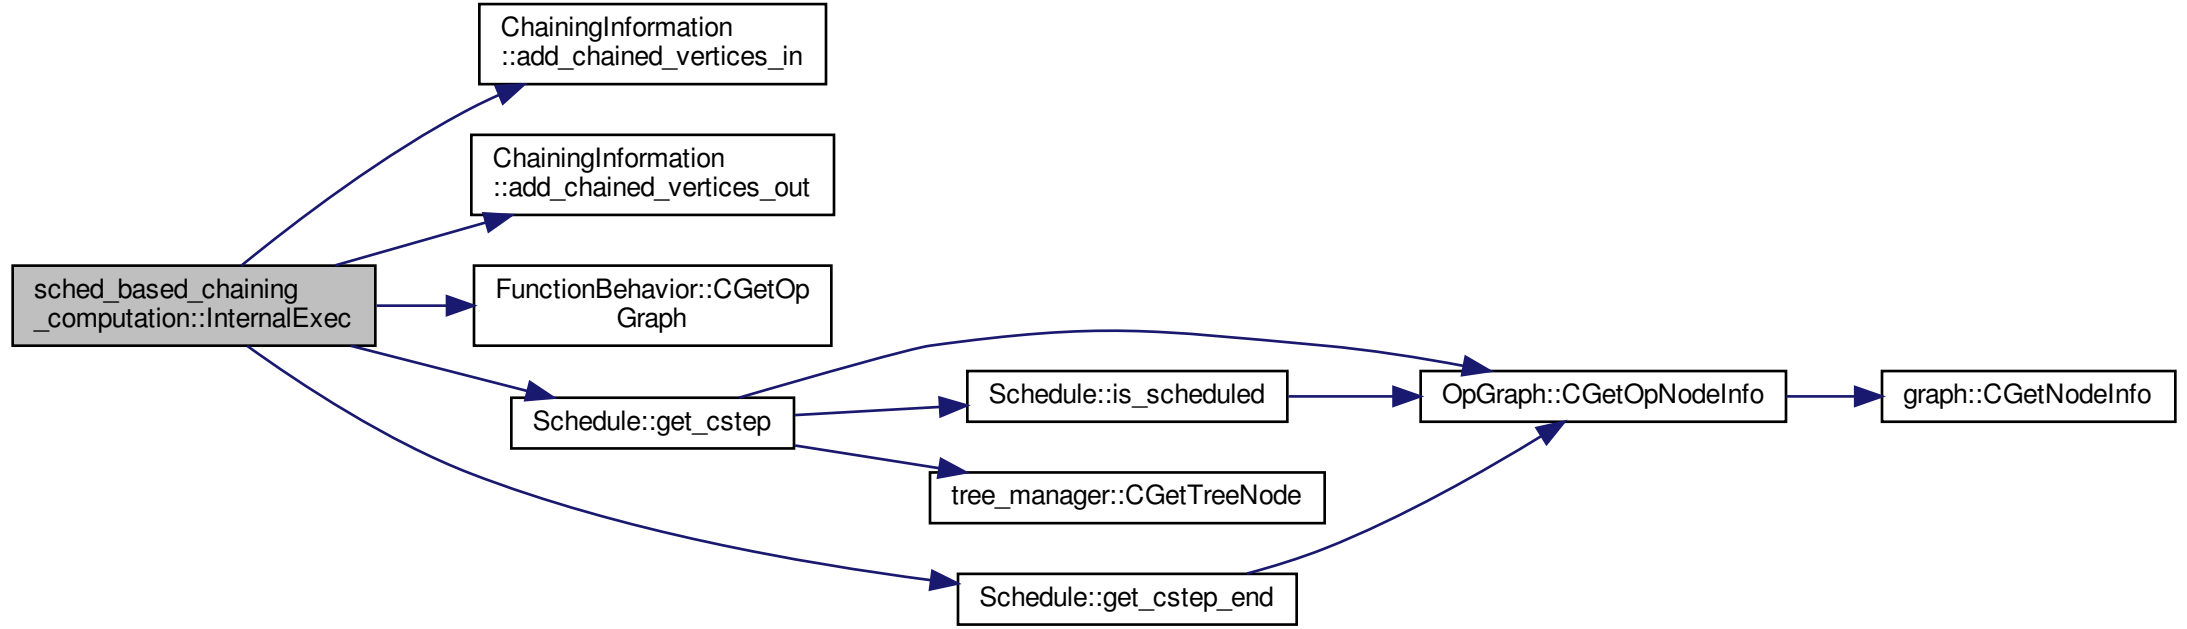 ChainingInformation
::add_chained_vertices_in
ChainingInformation
::add_chained_vertices_out
sched_based_chaining
_computation::InternalExec
FunctionBehavior::CGetOp
Graph
Schedule::get_cstep
Schedule::is_scheduled
OpGraph::CGetOpNodeInfo
graph::CGetNodeInfo
tree_manager::CGetTreeNode
Schedule::get_cstep_end